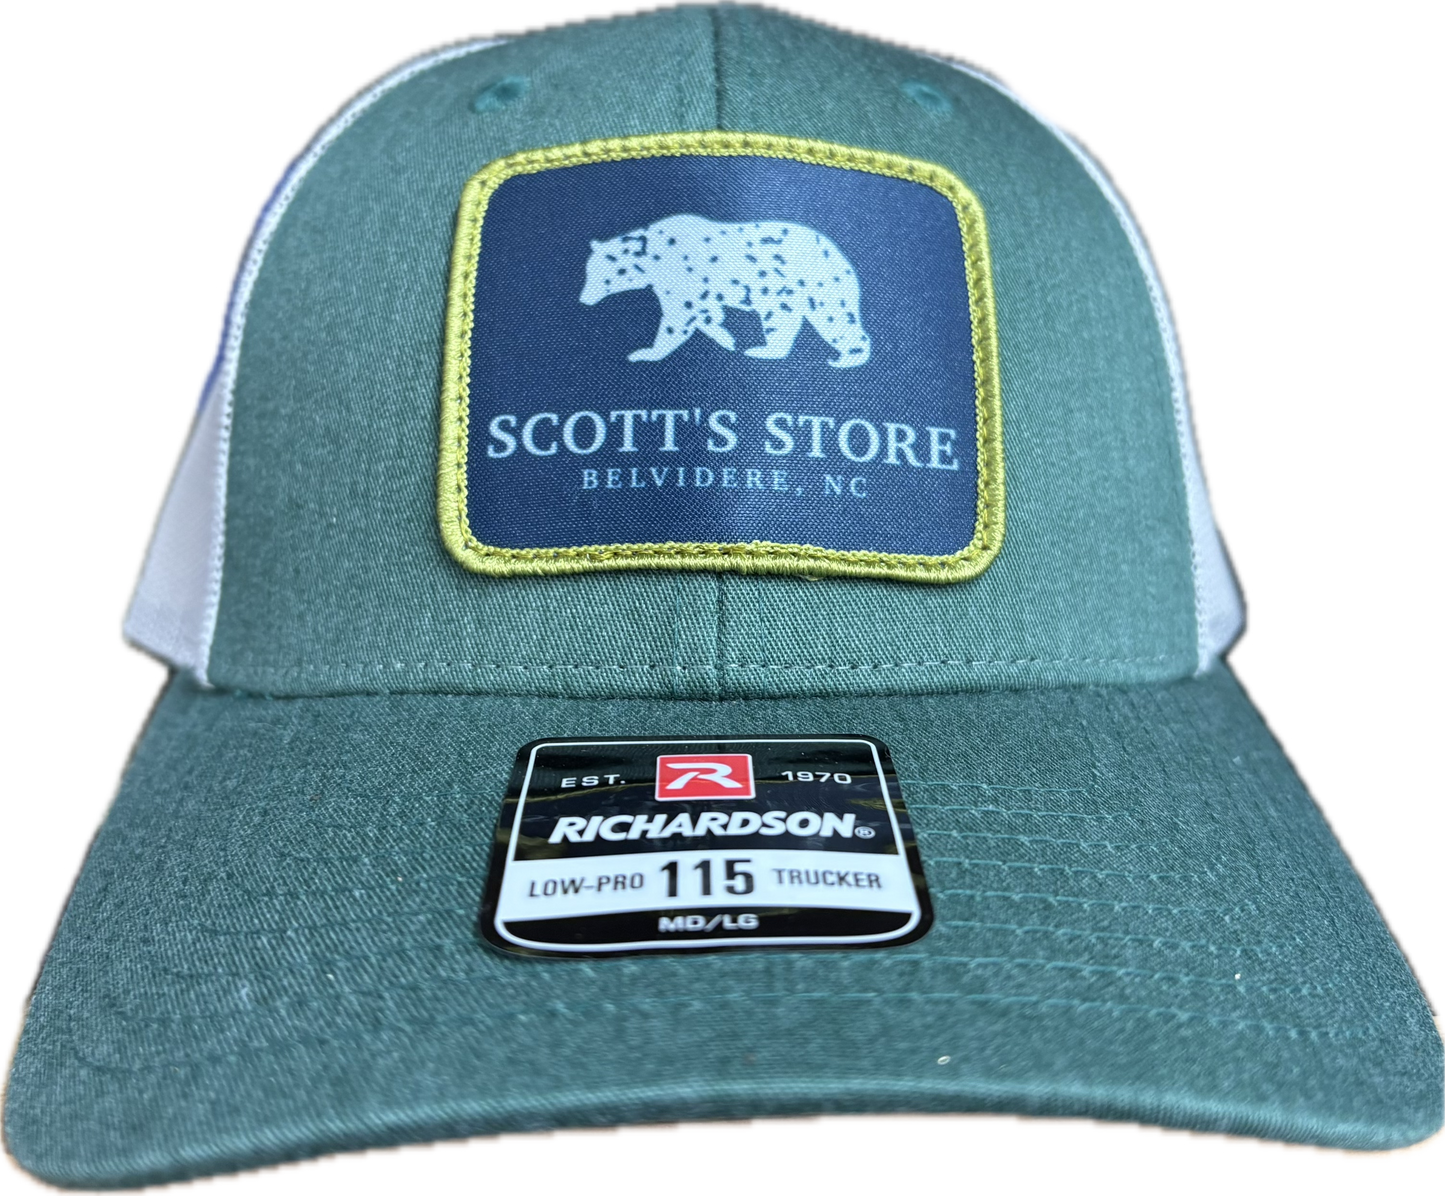 SCOTT'S STORE
BELVIDERE, NC
EST. R 1970
RICHARDSON®
LOW-PRO 115 TRUCKER
MD/LG